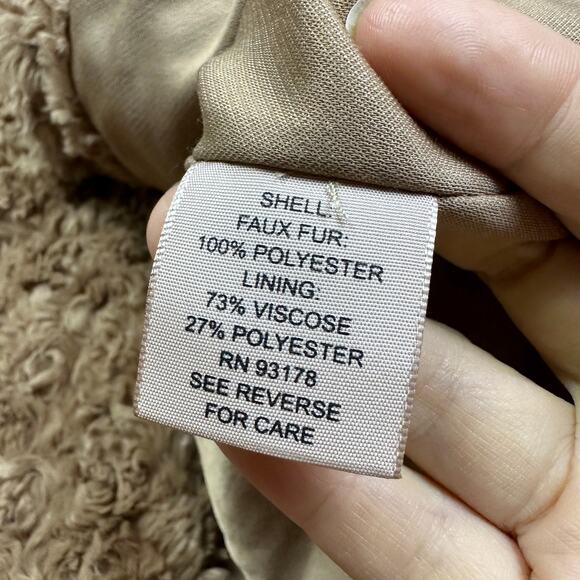 SHELL:
FAUX FUR:
100% POLYESTER
LINING:
73% VISCOSE
27% POLYESTER
RN 93178
SEE REVERSE
FOR CARE